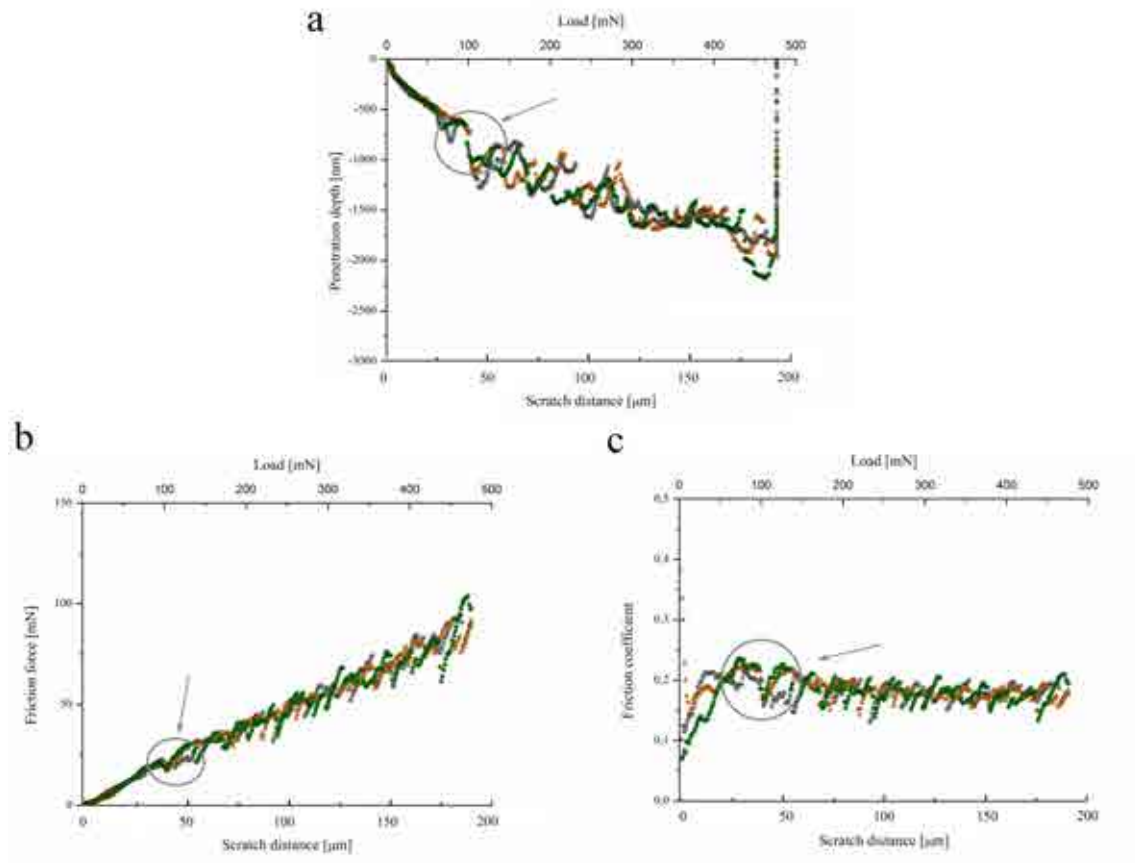 a
Load [mN]
0 100 200 300 400 500
0
-500
-1000
-1500
-2000
-2500
-3000
Penetration depth [nm]
0 50 100 150 200
Scratch distance [μm]
b
Load [mN]
0 100 200 300 400 500
150
100
50
0
Friction force [mN]
0 50 100 150 200
Scratch distance [μm]
c
Load [mN]
0 100 200 300 400 500
0,5
0,4
0,3
0,2
0,1
0,0
Friction coefficient
0 50 100 150 200
Scratch distance [μm]